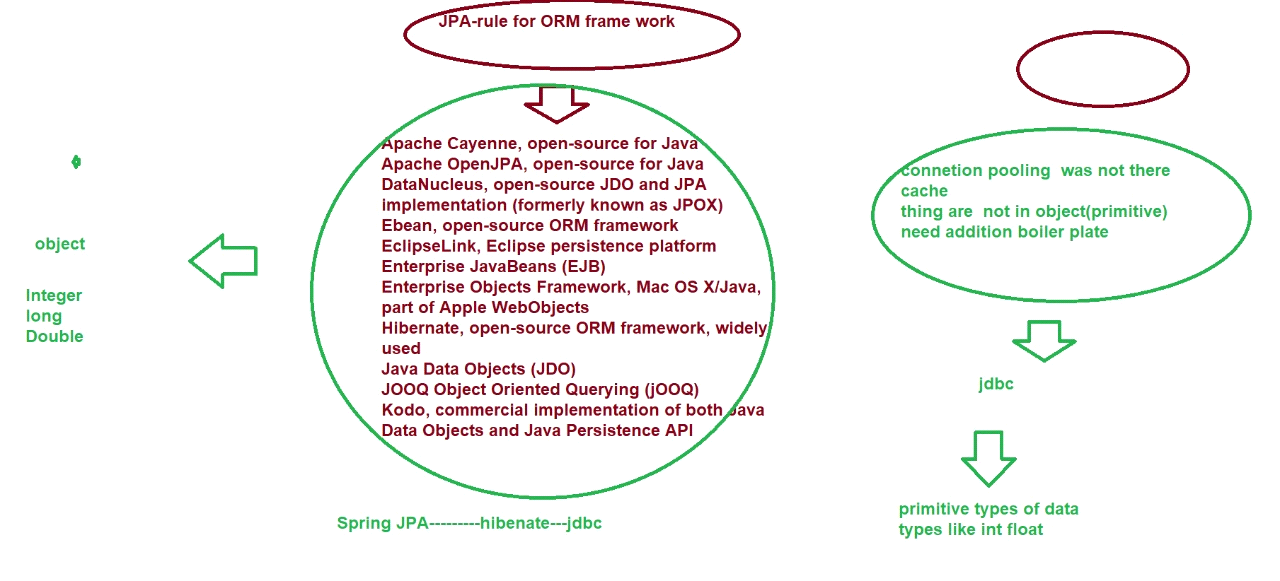 JPA-rule for ORM frame work
Apache Cayenne, open-source for Java
Apache OpenJPA, open-source for Java
DataNucleus, open-source JDO and JPA
implementation (formerly known as JPOX)
Ebean, open-source ORM framework
EclipseLink, Eclipse persistence platform
Enterprise JavaBeans (EJB)
Enterprise Objects Framework, Mac OS X/Java,
part of Apple WebObjects
Hibernate, open-source ORM framework, widely
used
Java Data Objects (JDO)
JOOQ Object Oriented Querying (jOOQ)
Kodo, commercial implementation of both Java
Data Objects and Java Persistence API
Spring JPA---------hibenate---jdbc
object
Integer
long
Double
connetion pooling  was not there
cache
thing are  not in object(primitive)
need addition boiler plate
jdbc
primitive types of data
types like int float